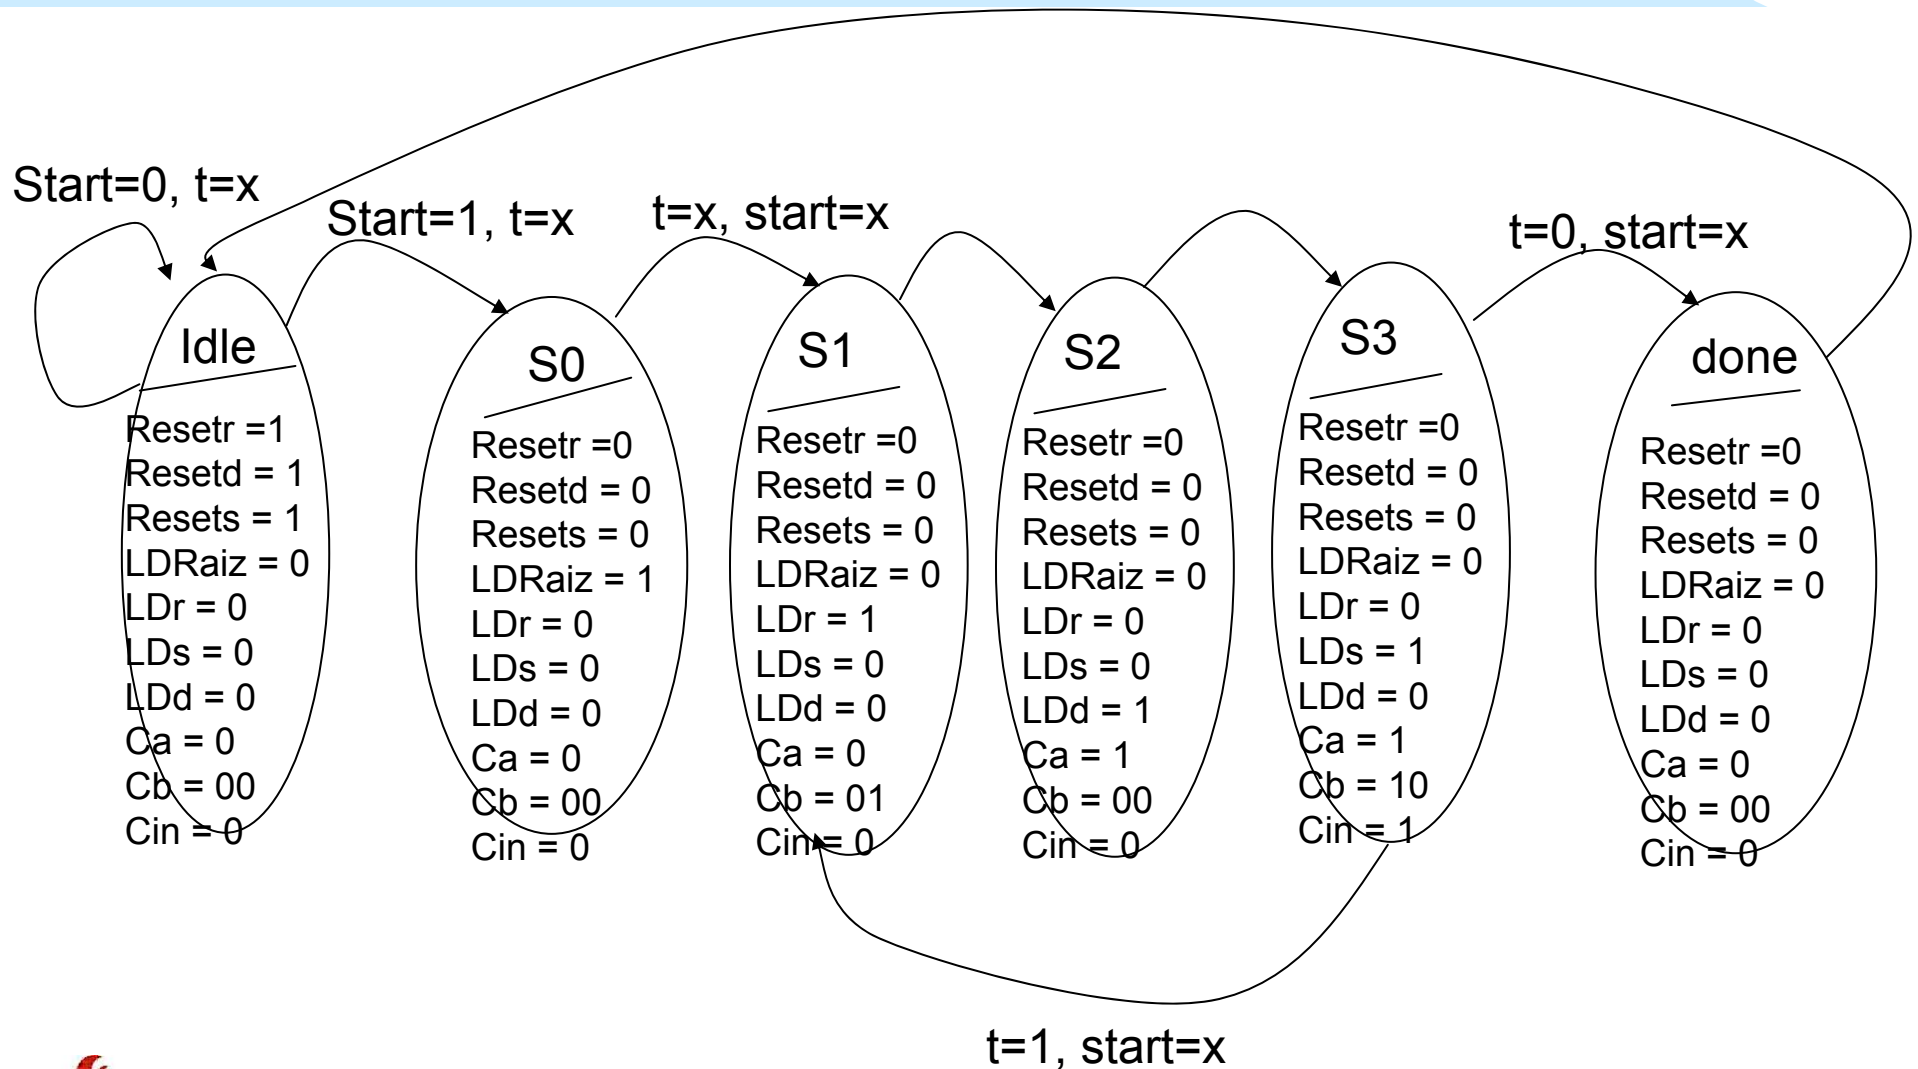 Start=0, t=x
Start=1, t=x
t=x, start=x
t=0, start=x
Idle
Resetr =1
Resetd = 1
Resets = 1
LDRaiz = 0
LDr = 0
LDs = 0
LDd = 0
Ca = 0
Cb = 00
Cin = 0
S0
Resetr =0
Resetd = 0
Resets = 0
LDRaiz = 1
LDr = 0
LDs = 0
LDd = 0
Ca = 0
Cb = 00
Cin = 0
S1
Resetr =0
Resetd = 0
Resets = 0
LDRaiz = 0
LDr = 1
LDs = 0
LDd = 0
Ca = 0
Cb = 01
Cin = 0
S2
Resetr =0
Resetd = 0
Resets = 0
LDRaiz = 0
LDr = 0
LDs = 0
LDd = 1
Ca = 1
Cb = 00
Cin = 0
S3
Resetr =0
Resetd = 0
Resets = 0
LDRaiz = 0
LDr = 0
LDs = 1
LDd = 0
Ca = 1
Cb = 10
Cin = 1
done
Resetr =0
Resetd = 0
Resets = 0
LDRaiz = 0
LDr = 0
LDs = 0
LDd = 0
Ca = 0
Cb = 00
Cin = 0
t=1, start=x